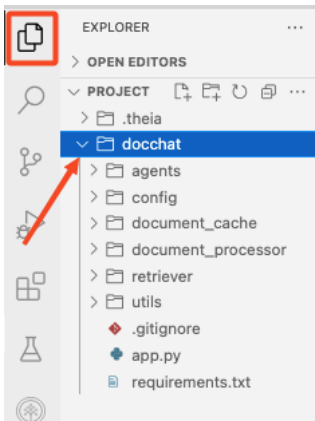 EXPLORER
OPEN EDITORS
PROJECT
.theia
docchat
agents
config
document_cache
document_processor
retriever
utils
.gitignore
app.py
requirements.txt